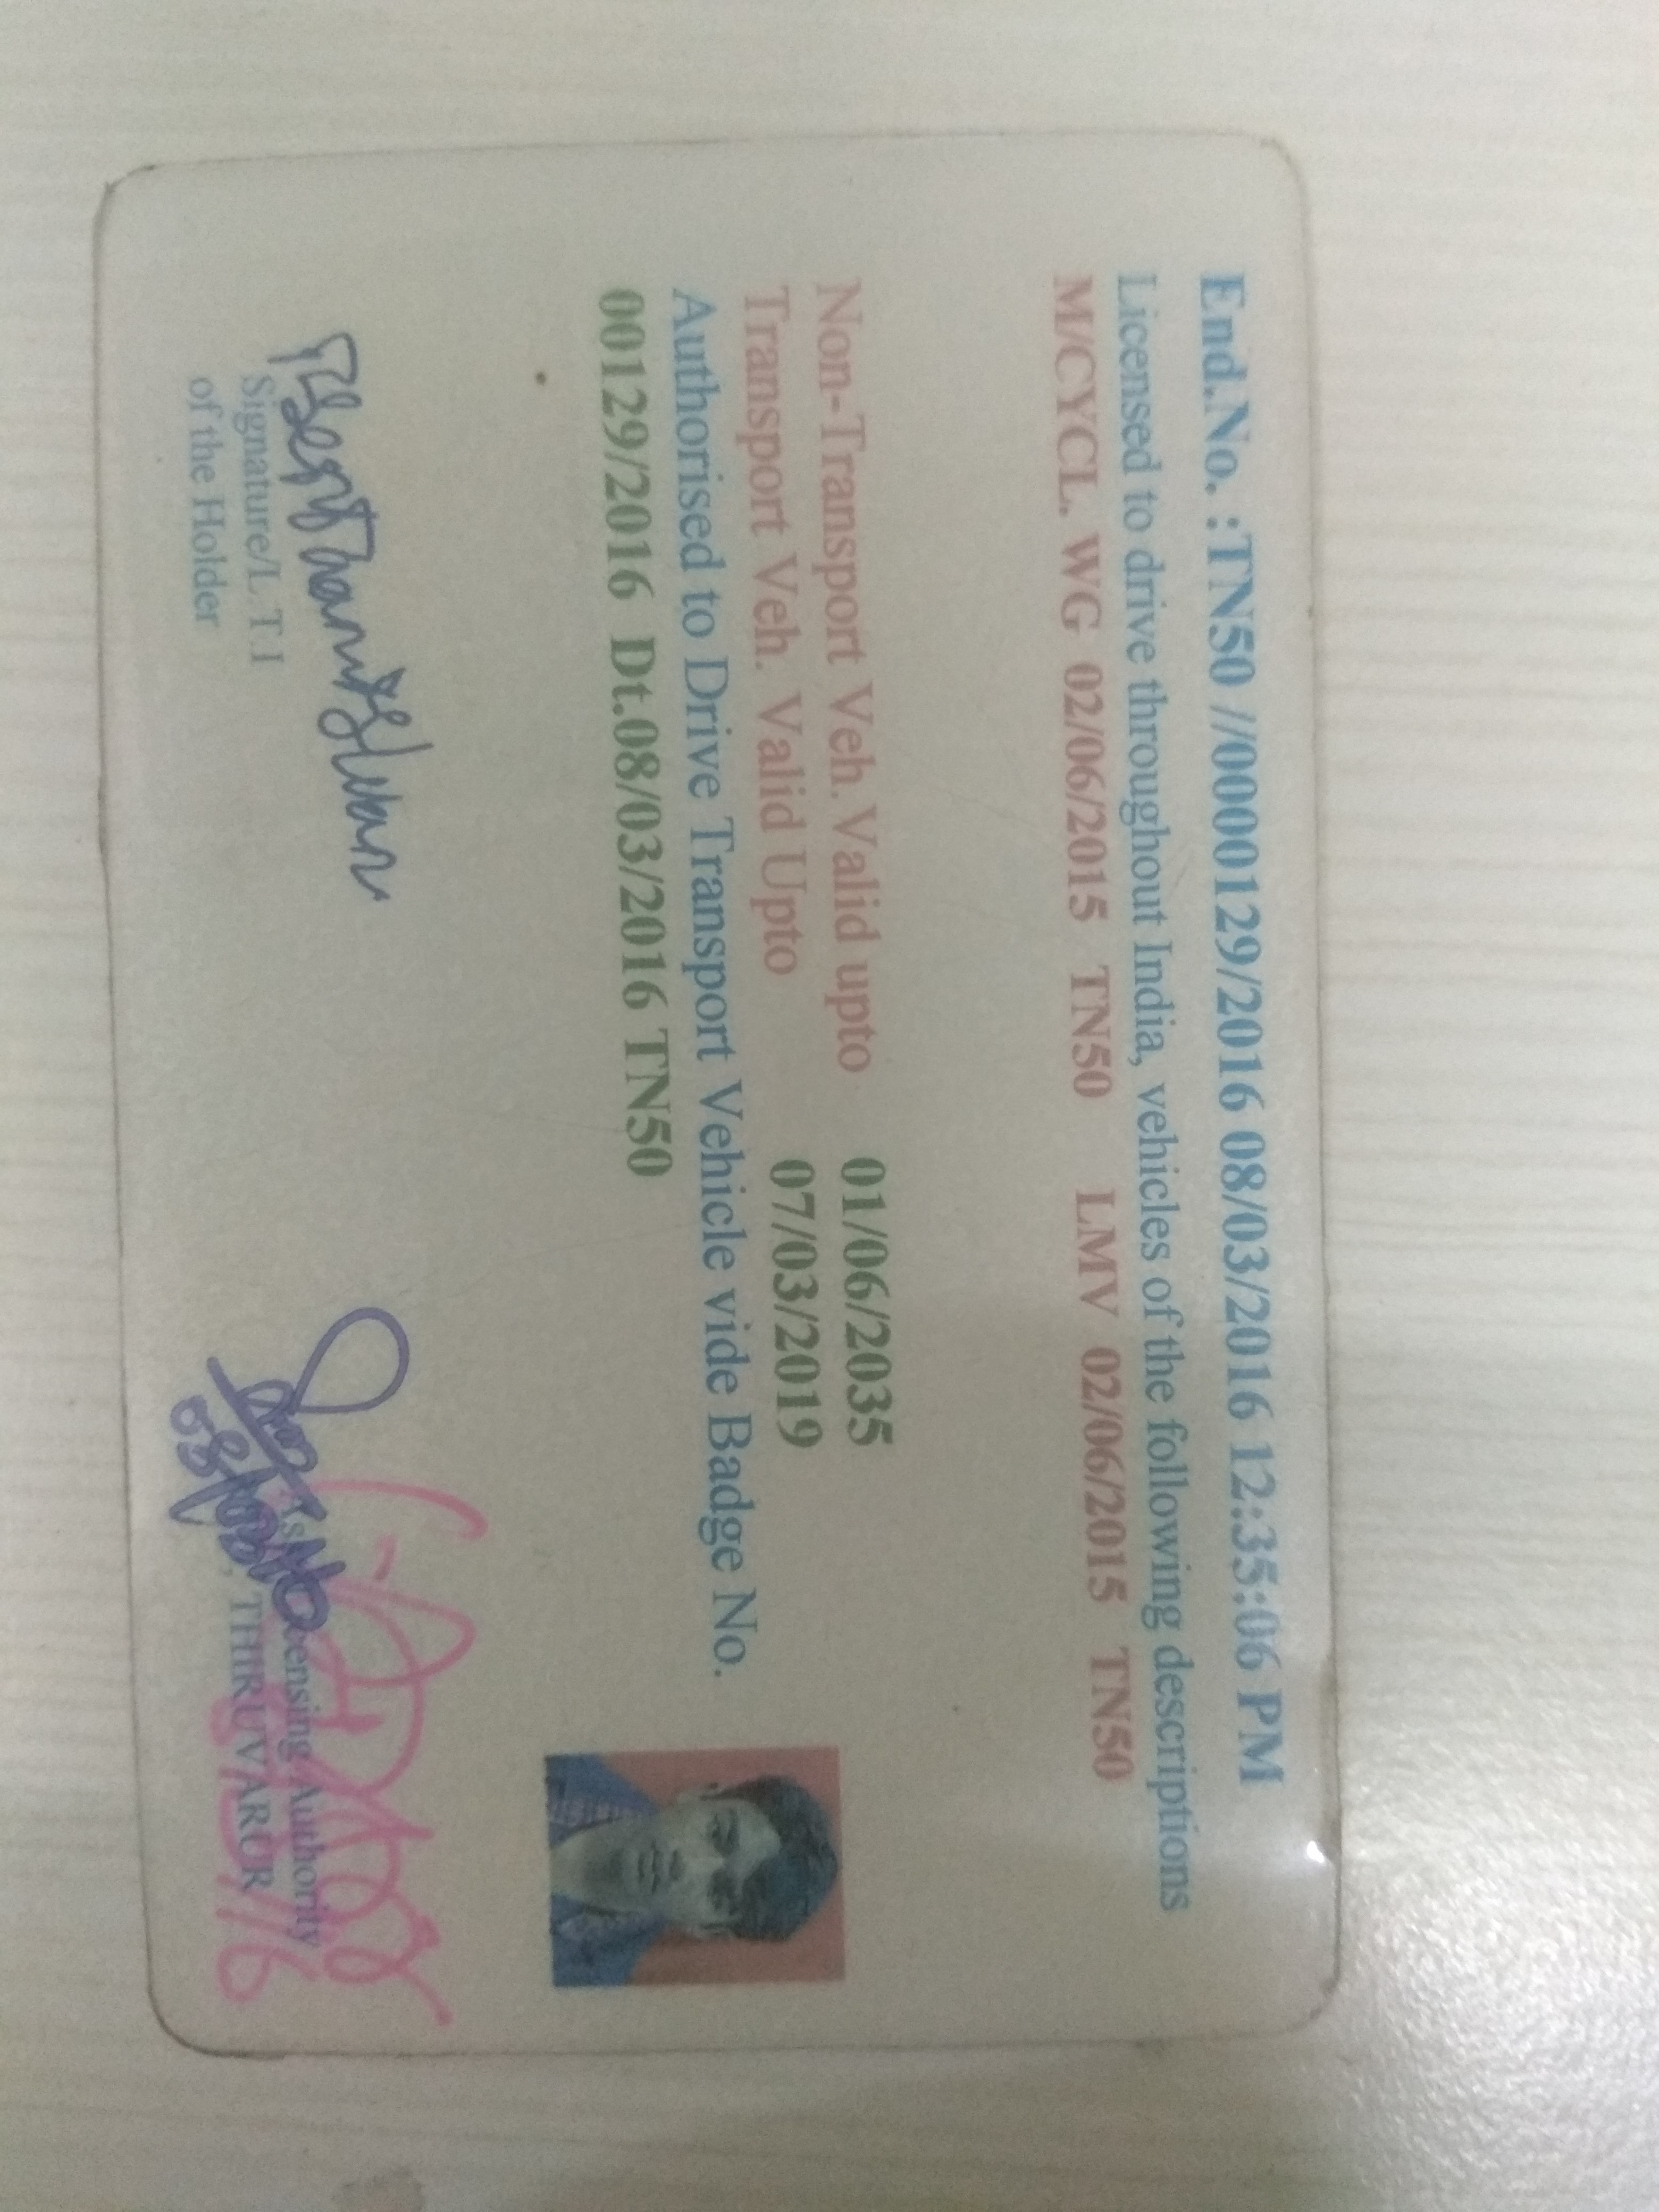 End.No. :TN50 //0000129/2016 08/03/2016 12:35:06 PM
Licensed to drive throughout India, vehicles of the following descriptions
M/CYCL. WG 02/06/2015 TN50 LMV 02/06/2015 TN50
Non-Transport Veh. Valid upto 01/06/2035
Transport Veh. Valid Upto 07/03/2019
Authorised to Drive Transport Vehicle vide Badge No.
00129/2016 Dt.08/03/2016 TN50
Signature/L.T.I
of the Holder
Authority
THIRUVARUR